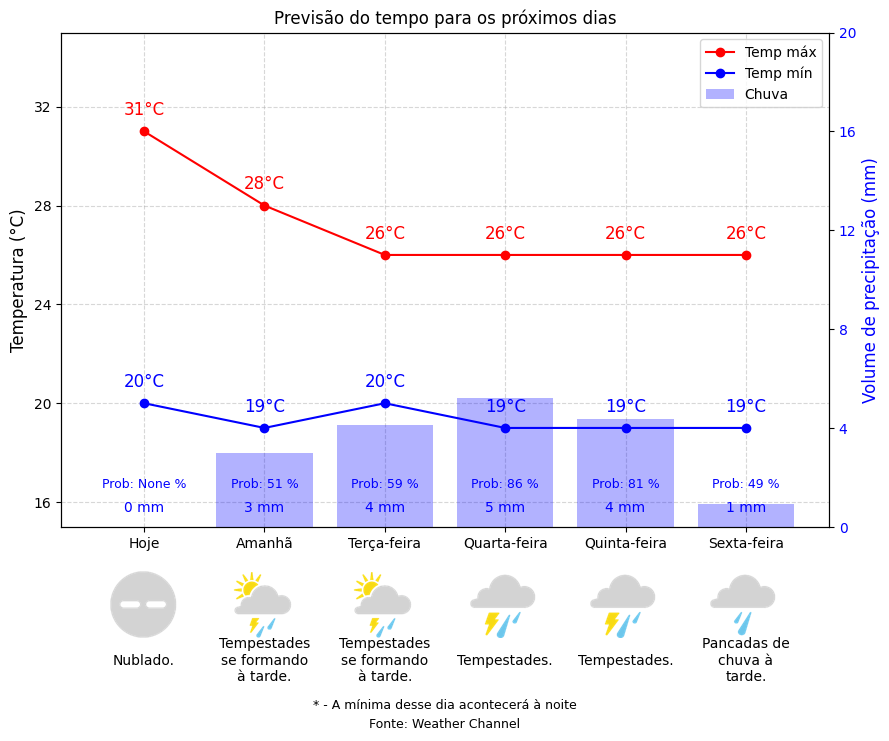 Previsão do tempo para os próximos dias
Temp máx
Temp mín
Chuva
Temperatura (°C)
32
28
24
20
16
Volume de precipitação (mm)
20
16
12
8
4
0
31°C
28°C
26°C
26°C
26°C
26°C
20°C
19°C
20°C
19°C
19°C
19°C
Prob: None %
Prob: 51 %
Prob: 59 %
Prob: 86 %
Prob: 81 %
Prob: 49 %
0 mm
3 mm
4 mm
5 mm
4 mm
1 mm
Hoje
Amanhã
Terça-feira
Quarta-feira
Quinta-feira
Sexta-feira
Nublado.
Tempestades
se formando
à tarde.
Tempestades
se formando
à tarde.
Tempestades.
Tempestades.
Pancadas de
chuva à
tarde.
* - A mínima desse dia acontecerá à noite
Fonte: Weather Channel